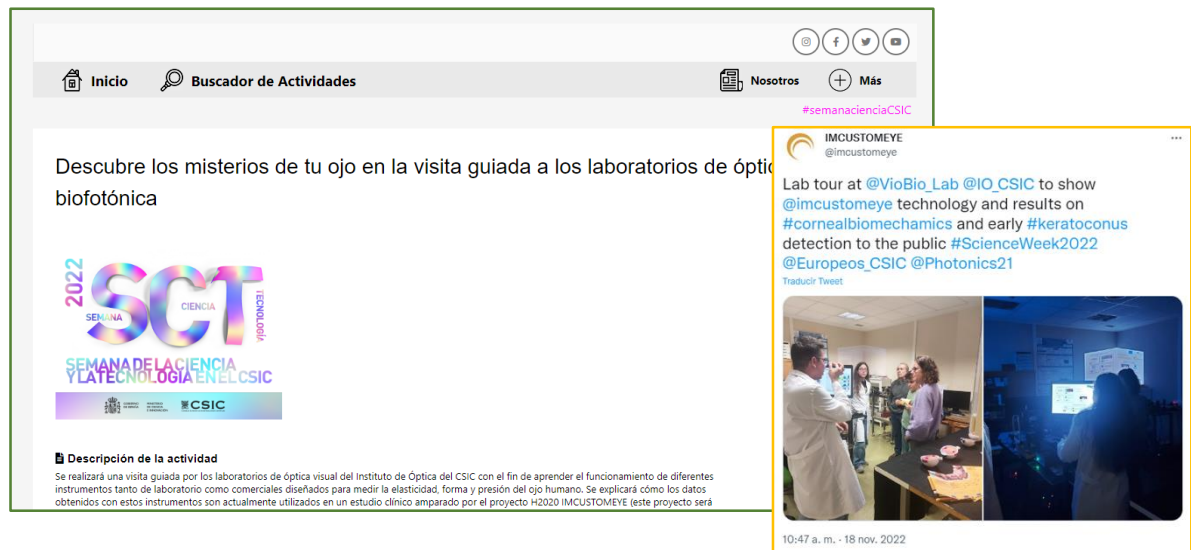 Inicio
Buscador de Actividades
Nosotros
Más
#semanacienciaCSIC
Descubre los misterios de tu ojo en la visita guiada a los laboratorios de
biofotónica
2022
SCT
SEMANA
CIENCIA
TECNOLOGÍA
SEMANA DE LA CIENCIA
Y LA TECNOLOGÍA EN EL CSIC
CSIC
Descripción de la actividad
Se realizará una visita guiada por los laboratorios de óptica visual del Instituto de Óptica del CSIC con el fin de aprender el funcionamiento de diferentes
instrumentos tanto de laboratorio como comerciales diseñados para medir la elasticidad, forma y presión del ojo humano. Se explicará cómo los datos
obtenidos con estos instrumentos son actualmente utilizados en un estudio clínico amparado por el proyecto H2020 IMCUSTOMEYE (este proyecto será
IMCUSTOMEYE
@imcustomeye
Lab tour at @VioBio_Lab @IO_CSIC to show
@imcustomeye technology and results on
#cornealbiomechamics and early #keratoconus
detection to the public #ScienceWeek2022
@Europeos_CSIC @Photonics21
Traducir Tweet
10:47 a. m. · 18 nov. 2022